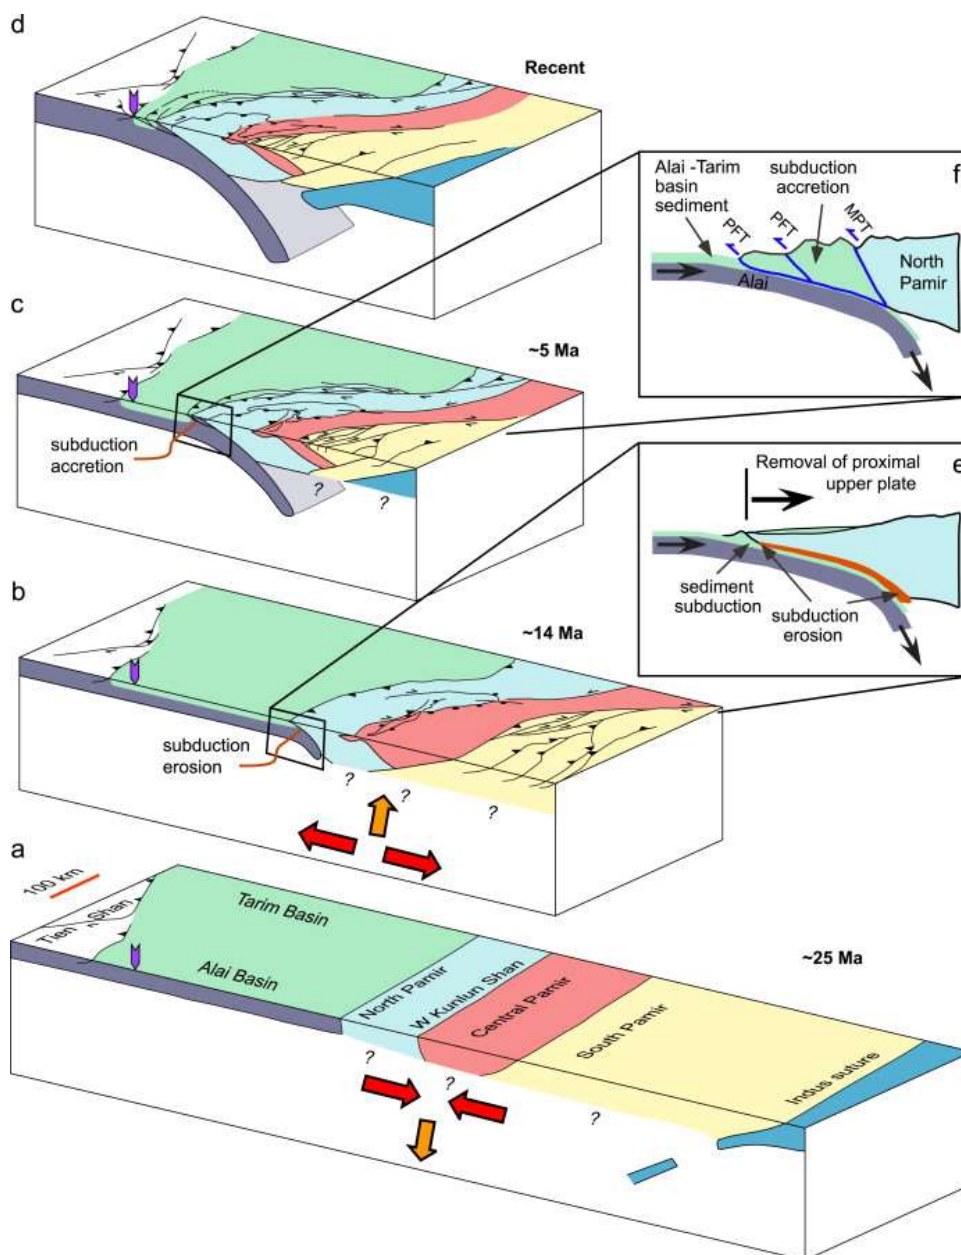 d
Recent
f
Alai -Tarim
basin
sediment
subduction
accretion
PFT
PFT
MPT
North
Pamir
Alai
c
~5 Ma
subduction
accretion
?
?
e
Removal of proximal
upper plate
sediment
subduction
subduction
erosion
b
~14 Ma
subduction
erosion
?
?
?
a
100 km
Tien Shan
Tarim Basin
Alai Basin
~25 Ma
North Pamir
W Kunlun Shan
Central Pamir
South Pamir
Indus suture
?
?
?